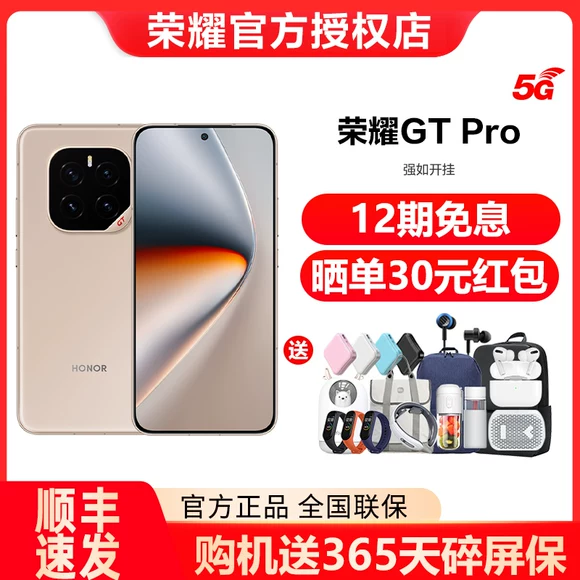 荣耀官方授权店
5G
荣耀GT Pro
强如开挂
12期免息
晒单30元红包
送
GT
HONOR
顺丰
速发
官方正品 全国联保
购机送365天碎屏保